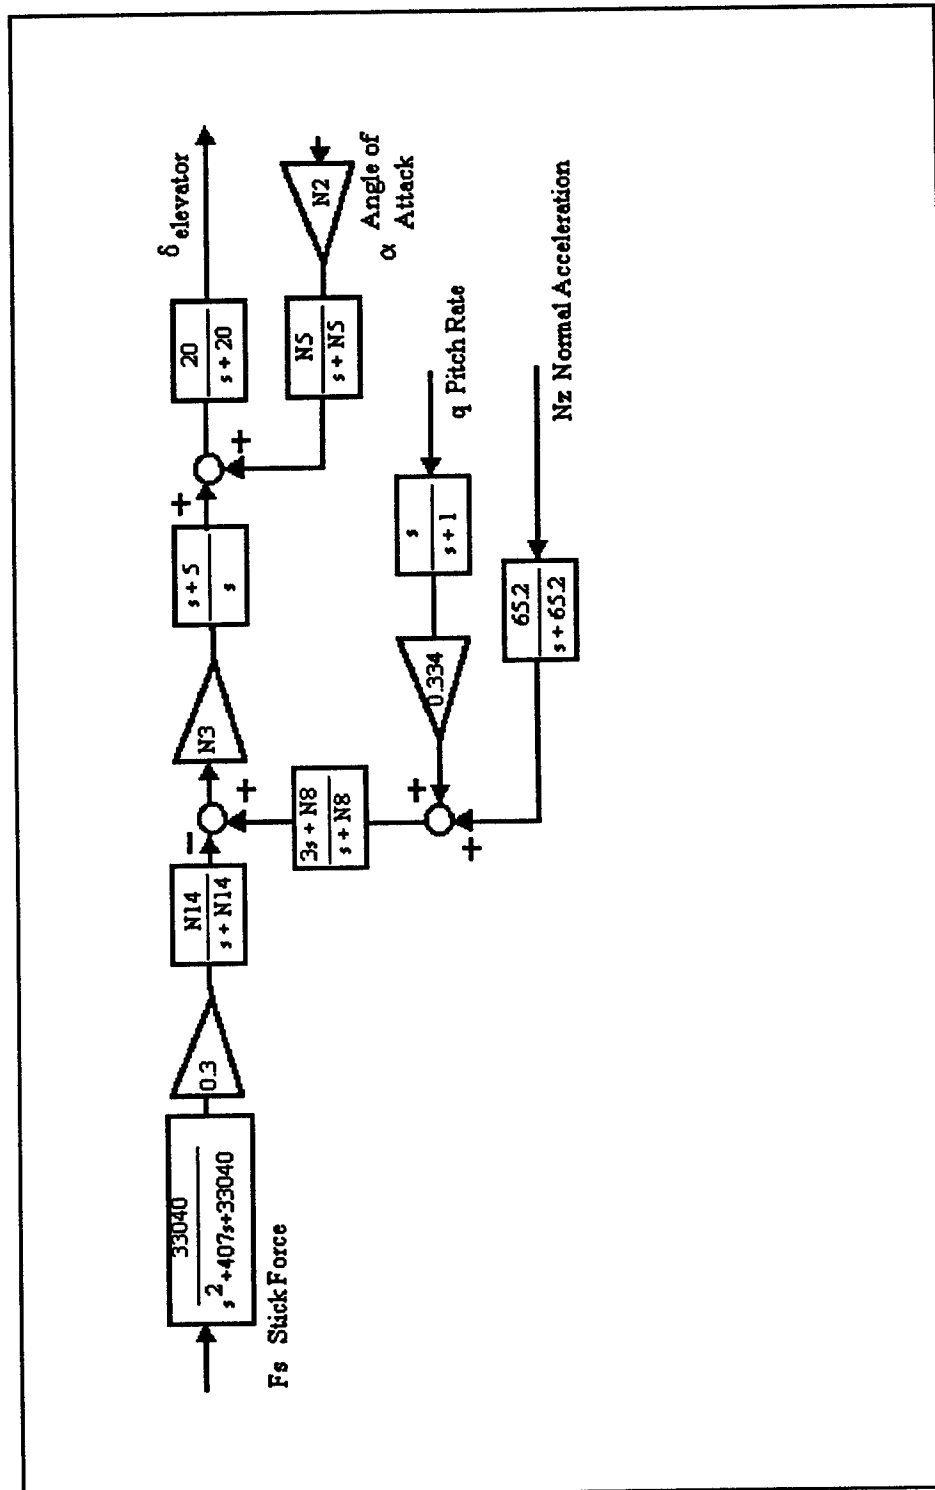 Fs Stick Force
33040
s2+407s+33040
0.3
N14
s + N14
−
+
N3
s + 5
s
+
+
20
s + 20
δ elevator
N5
s + N5
N2
α Angle of
Attack
3s + N8
s + N8
+
+
0.334
s
s + 1
q Pitch Rate
65.2
s + 65.2
Nz Normal Acceleration